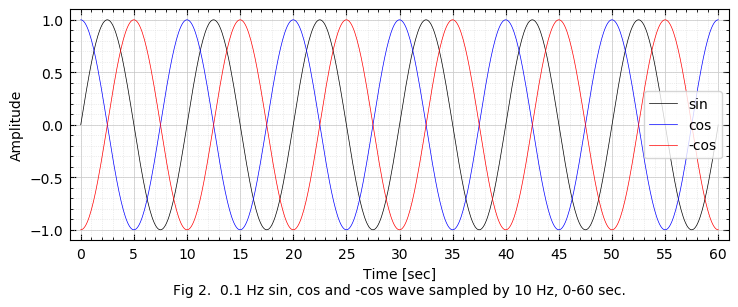 1.0
0.5
0.0
−0.5
−1.0
Amplitude
sin
cos
-cos
0 5 10 15 20 25 30 35 40 45 50 55 60
Time [sec]
Fig 2.  0.1 Hz sin, cos and -cos wave sampled by 10 Hz, 0-60 sec.